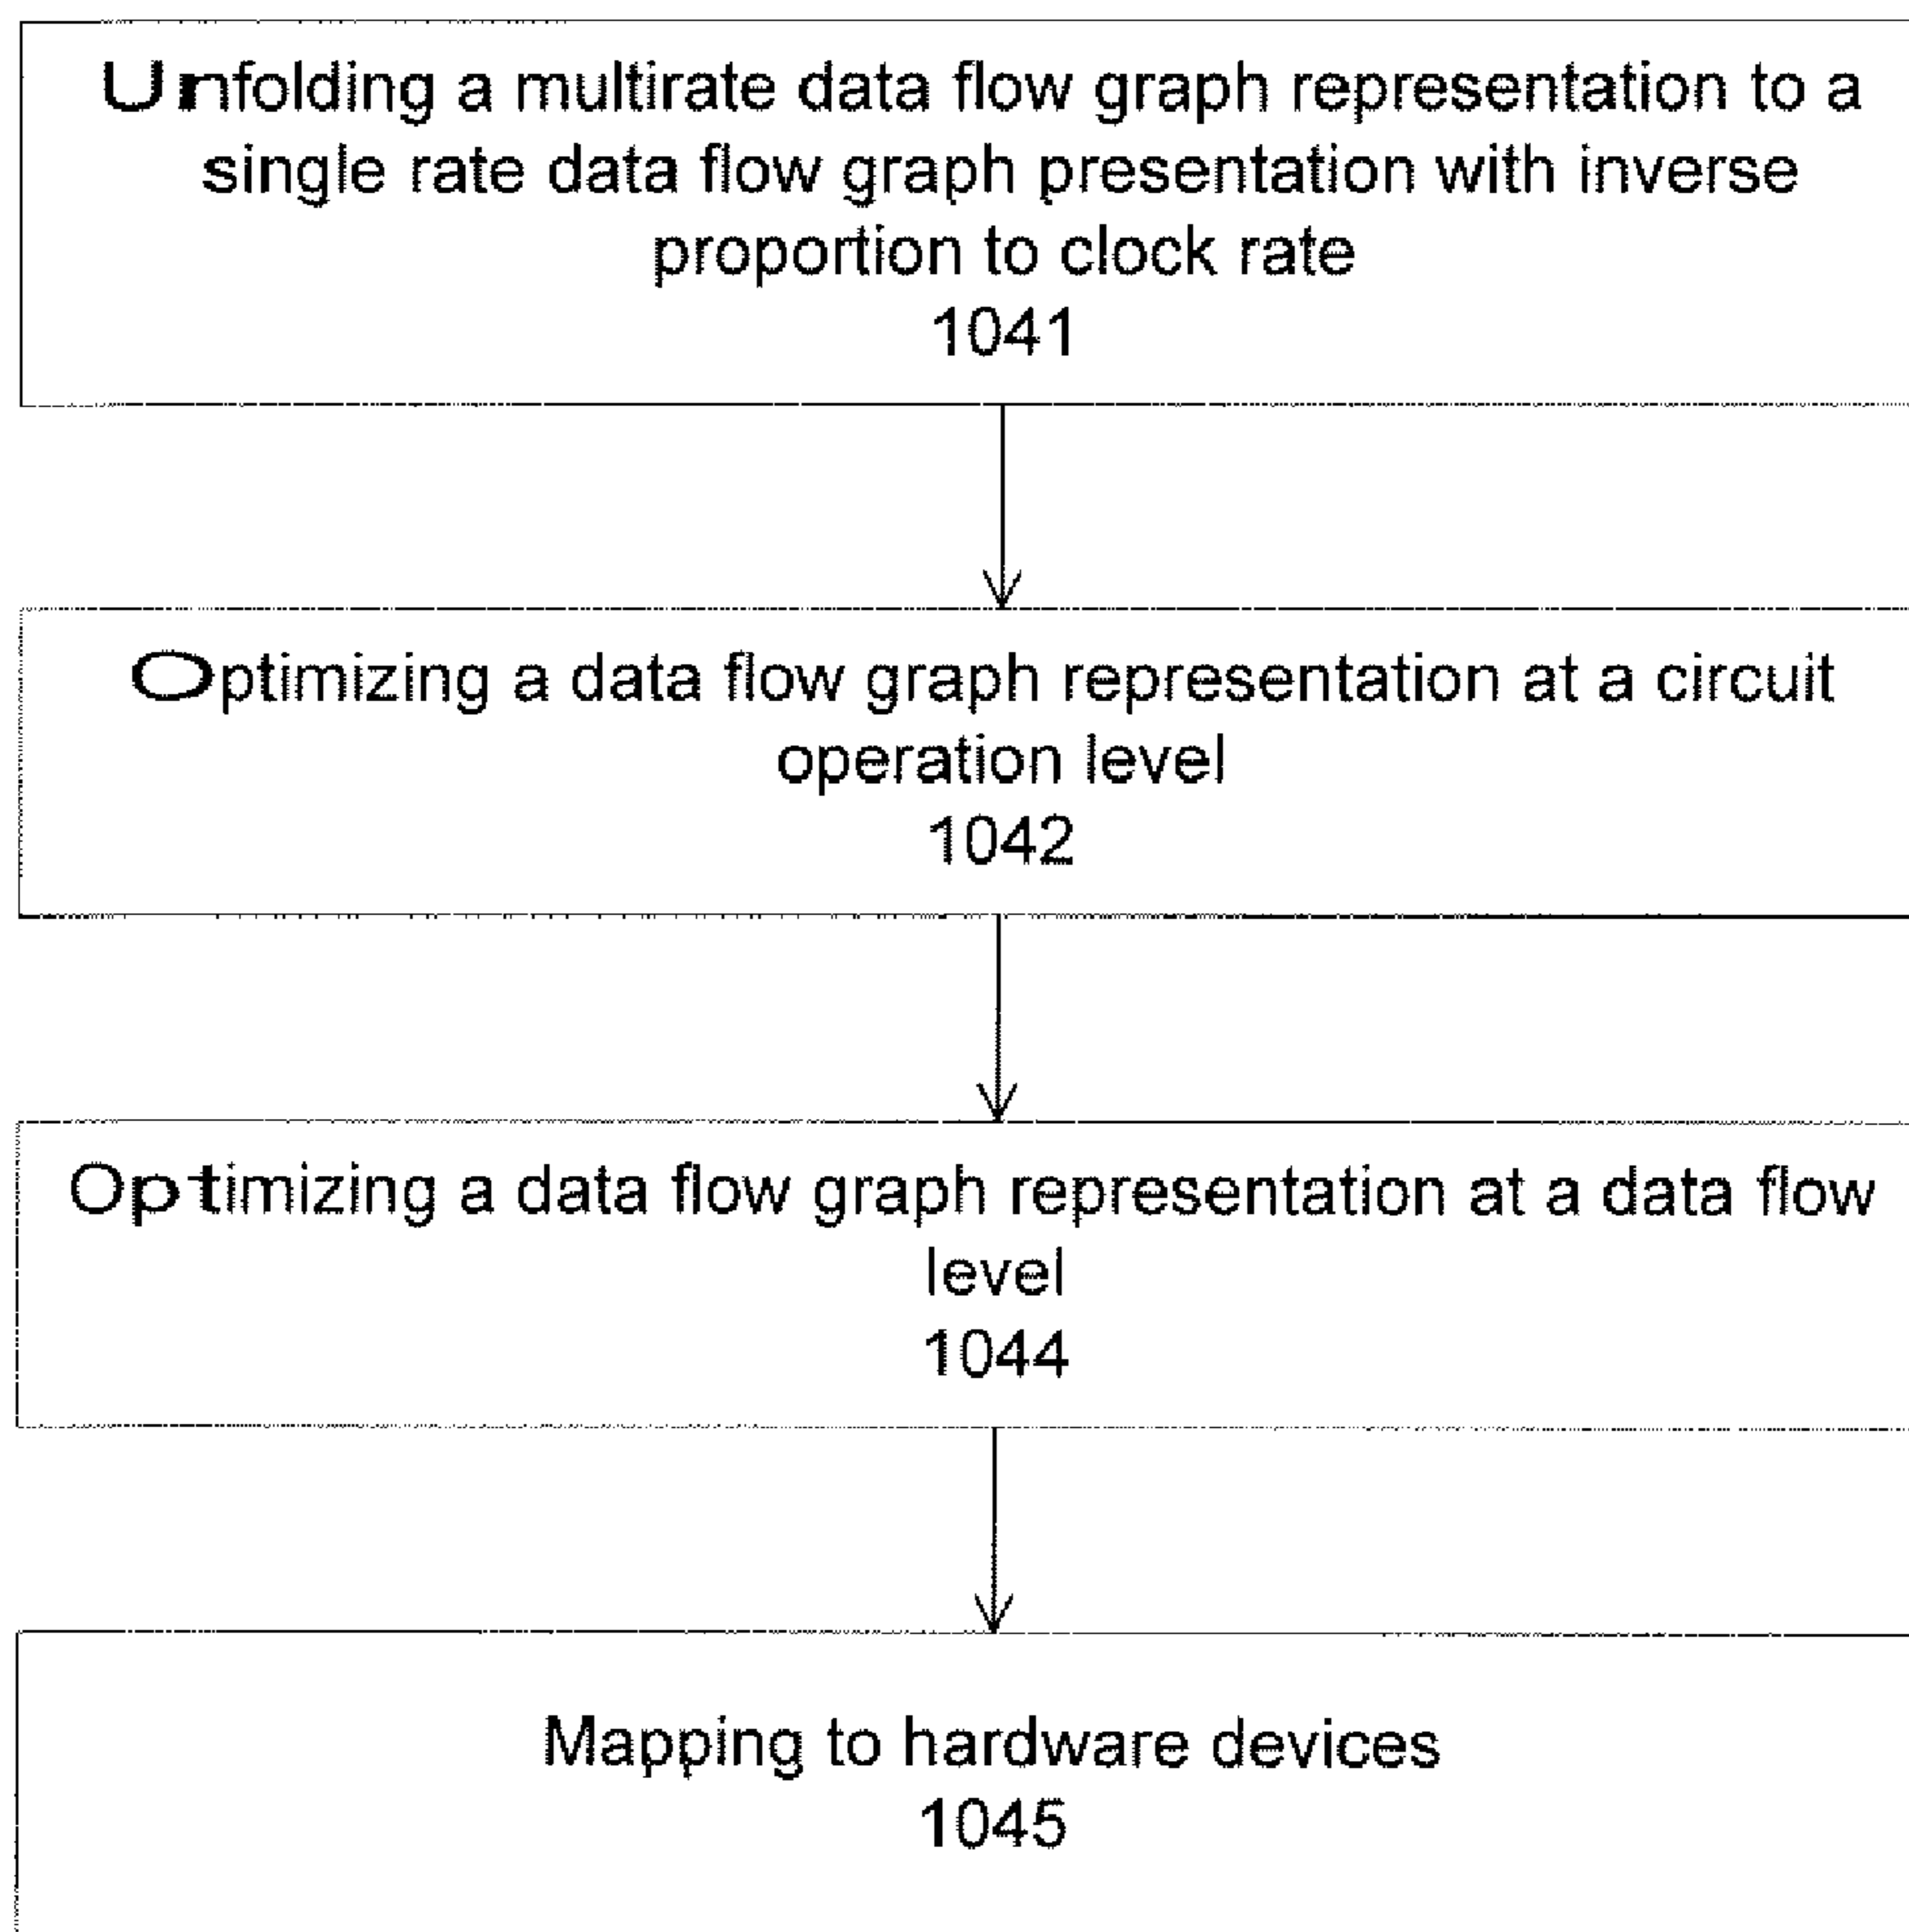 Unfolding a multirate data flow graph representation to a
single rate data flow graph presentation with inverse
proportion to clock rate
1041
Optimizing a data flow graph representation at a circuit
operation level
1042
Optimizing a data flow graph representation at a data flow
level
1044
Mapping to hardware devices
1045